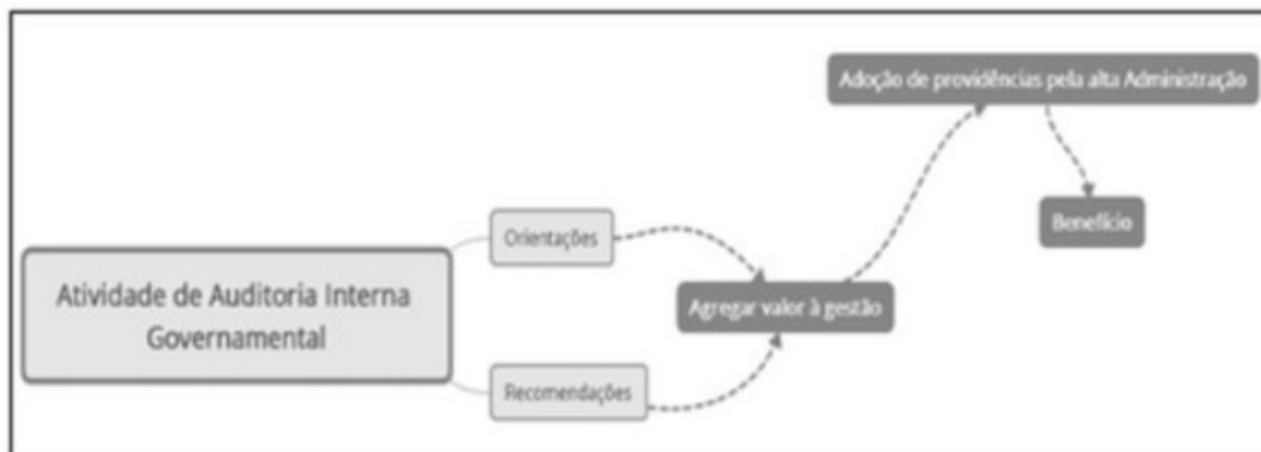 Adoção de providências pela alta Administração
Benefício
Orientações
Atividade de Auditoria Interna
Governamental
Agregar valor à gestão
Recomendações